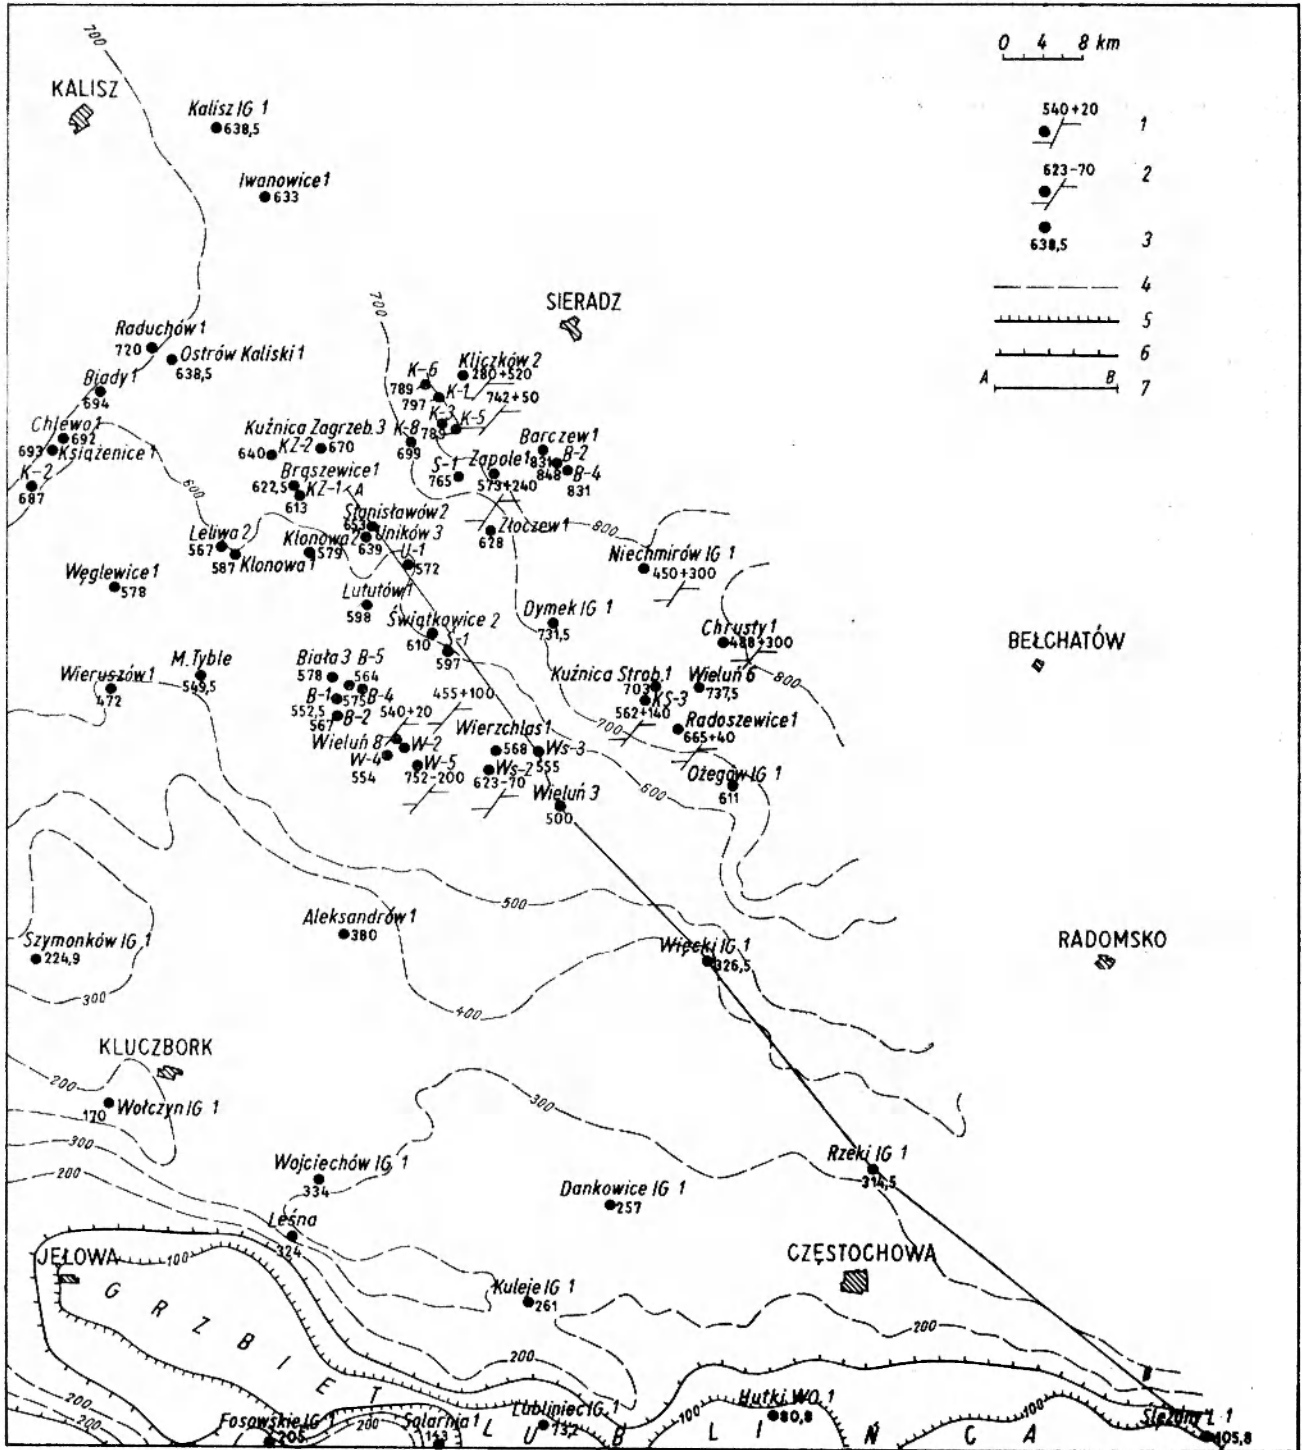 700
0 4 8 km
KALISZ
Kalisz IG 1
638,5
540+20
1
Iwanowice 1
633
623-70
2
638,5
3
4
5
6
A B
7
700
SIERADZ
Raduchów 1
720
Ostrów Kaliski 1
638,5
Biady 1
694
Kliczków 2
280+520
K-6
789
K-1
797
742+50
K-3
789
K-5
K-8
699
Chlewo 1
692
693
Książenice 1
K-2
687
Kuźnica Zagrzeb. 3
KZ-2
670
640
Barczew 1
831
B-2
848
B-4
831
S-1
765
Zapole 1
573+240
Brąszewice 1
622,5
KZ-1
613
A
600
Stanisławów 2
653
Uników 3
639
Złoczew 1
628
800
Leliwa 2
567
587
Klonowa 1
Klonowa 2
579
U-1
572
Niechmirów IG 1
450+300
Węglewice 1
578
Lututów 1
598
Dymek IG 1
731,5
Świątkowice 2
610
S-1
597
Chrusty 1
488+300
BEŁCHATÓW
800
Wieruszów 1
472
M. Tyble
549,5
Biała 3
578
B-5
564
B-1
552,5
575
B-4
B-2
567
455+100
540+20
Kuźnica Strob. 1
703
KS-3
562+140
Wieluń 6
737,5
700
Radoszewice 1
665+40
Wieluń 8
W-2
W-4
554
W-5
752-200
Wierzchlas 1
568
Ws-3
555
Ws-2
623-70
Ożegów IG 1
611
600
Wieluń 3
500
500
Aleksandrów 1
380
Szymonków IG 1
224,9
300
Więcki IG 1
326,5
RADOMSKO
400
KLUCZBORK
200
Wołczyn IG 1
170
300
300
200
Wojciechów IG 1
334
Rzeki IG 1
314,5
Dankowice IG 1
257
Leśna
324
JEŁOWA
100
CZĘSTOCHOWA
Kuleje IG 1
261
200
200
GRZBIET LUBLIŃCA
200
200
Fosowskie IG 1
205
200
Solarnia 1
143
Lubliniec IG 1
73,2
100
Hutki WO. 1
80,8
100
105,8